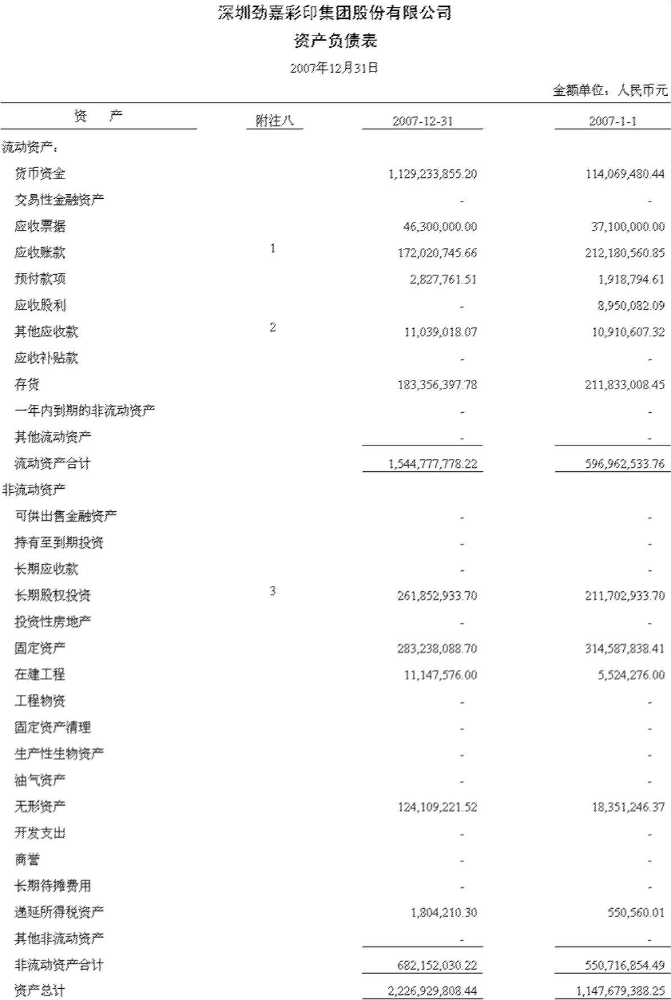 深圳劲嘉彩印集团股份有限公司
资产负债表
2007年12月31日
金额单位：人民币元
资 产 附注八 2007-12-31 2007-1-1
流动资产：
货币资金 1,129,233,855.20 114,069,480.44
交易性金融资产 - -
应收票据 46,300,000.00 37,100,000.00
应收账款 1 172,020,745.66 212,180,560.85
预付款项 2,827,761.51 1,918,794.61
应收股利 - 8,950,082.09
其他应收款 2 11,039,018.07 10,910,607.32
应收补贴款 - -
存货 183,356,397.78 211,833,008.45
一年内到期的非流动资产 - -
其他流动资产 - -
流动资产合计 1,544,777,778.22 596,962,533.76
非流动资产
可供出售金融资产 - -
持有至到期投资 - -
长期应收款 - -
长期股权投资 3 261,852,933.70 211,702,933.70
投资性房地产 - -
固定资产 283,238,088.70 314,587,838.41
在建工程 11,147,576.00 5,524,276.00
工程物资 - -
固定资产清理 - -
生产性生物资产 - -
油气资产 - -
无形资产 124,109,221.52 18,351,246.37
开发支出 - -
商誉 - -
长期待摊费用 - -
递延所得税资产 1,804,210.30 550,560.01
其他非流动资产 - -
非流动资产合计 682,152,030.22 550,716,854.49
资产总计 2,226,929,808.44 1,147,679,388.25